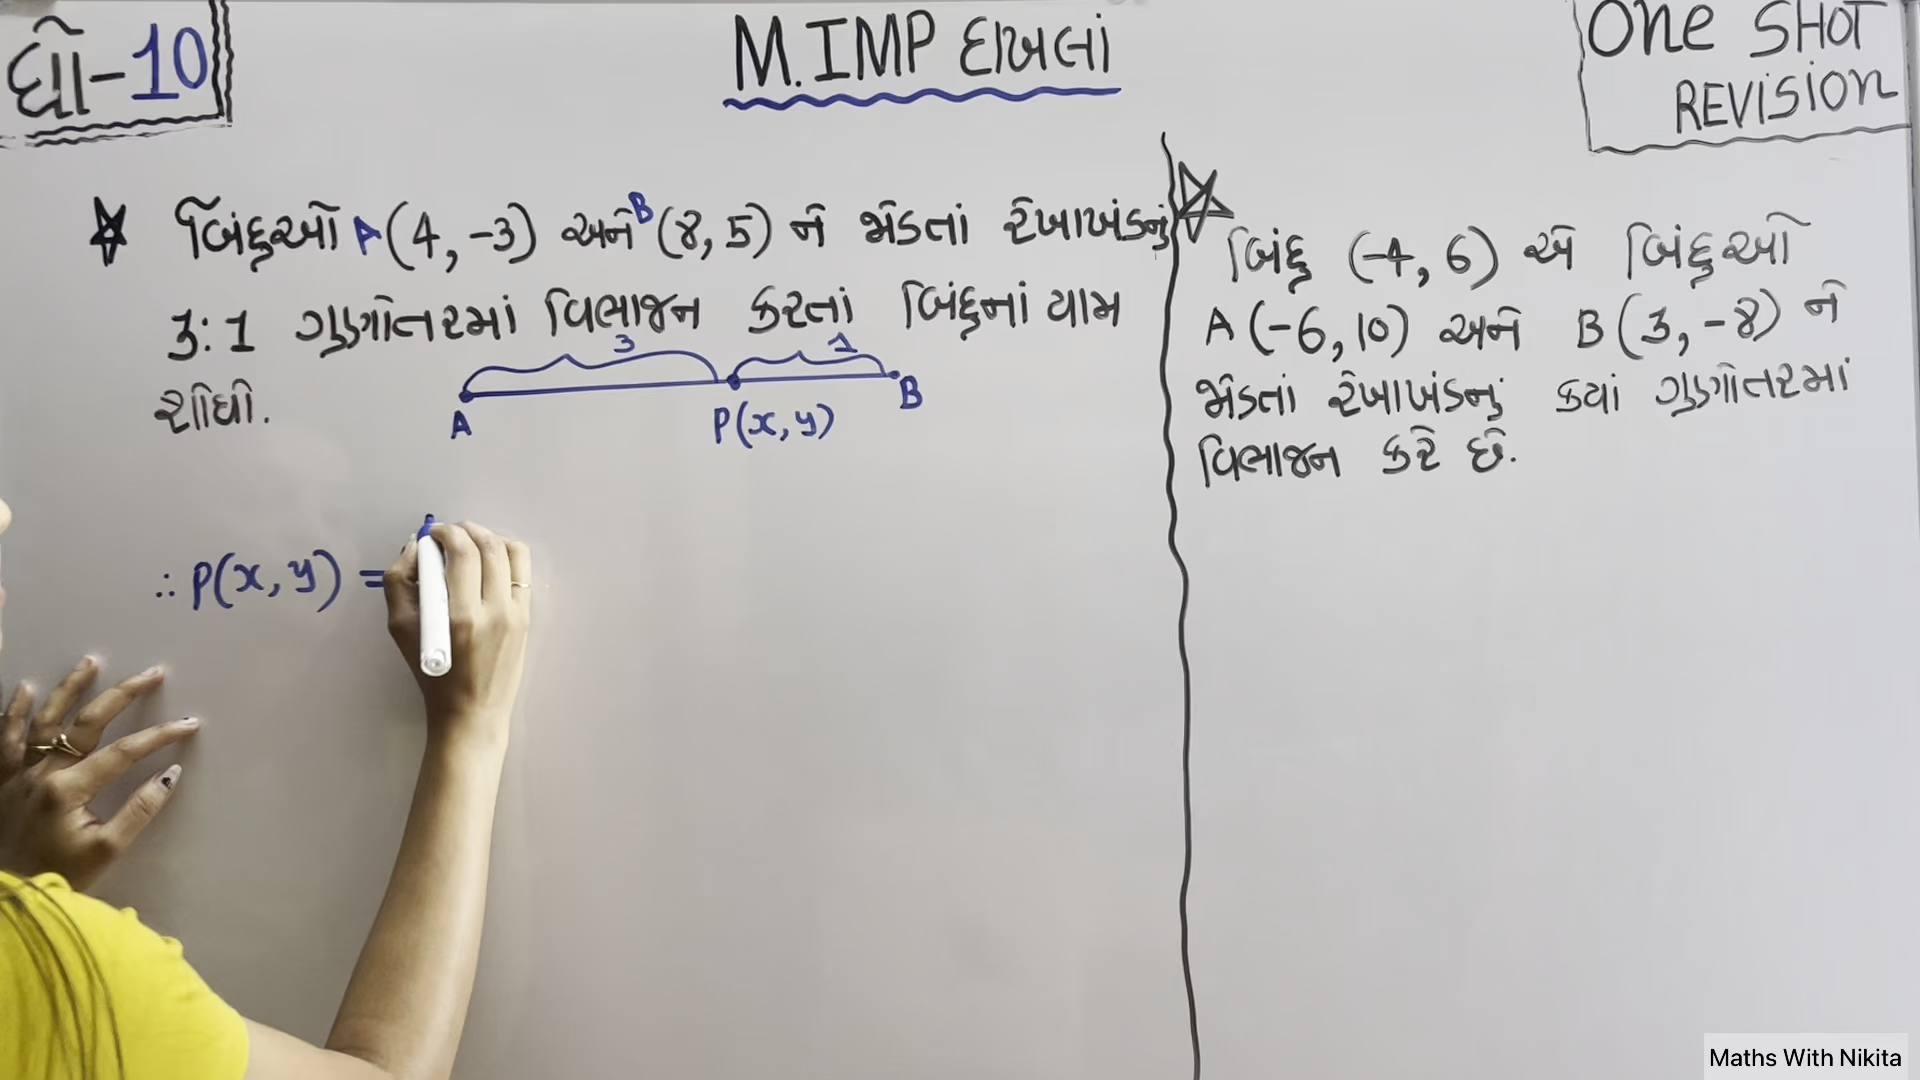 ધો-10
M. IMP દાખલાં
One SHOT
REVISION
બિંદુઓ A(4, -3) અને B(8, 5) ને જોડતાં રેખાખંડનું
3:1 ગુણોતરમાં વિભાજન કરતાં બિંદુનાં યામ
શોધો.
3
1
A
P(x, y)
B
∴ P(x, y) =
બિંદુ (-4, 6) એ બિંદુઓ
A(-6, 10) અને B(3, -8) ને
જોડતાં રેખાખંડનું કયાં ગુણોતરમાં
વિભાજન કરે છે.
Maths With Nikita